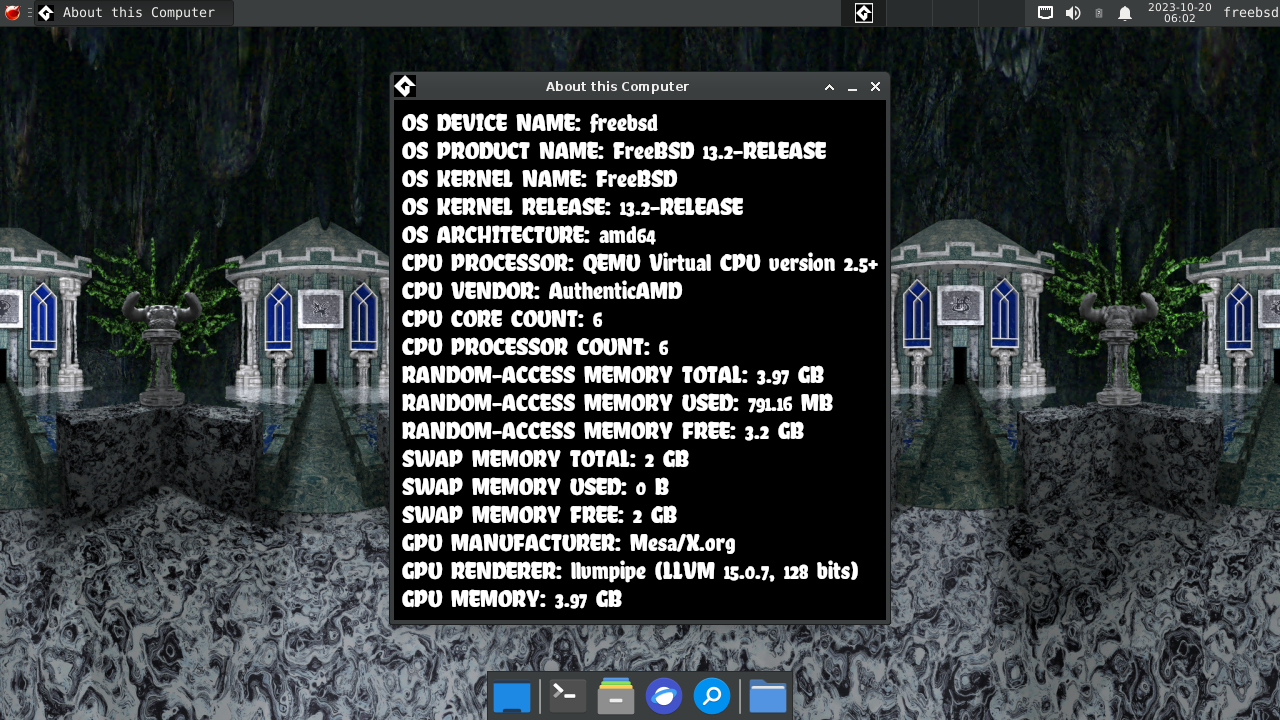 About this Computer
2023-10-20
06:02
freebsd
About this Computer
OS DEVICE NAME: freebsd
OS PRODUCT NAME: FreeBSD 13.2-RELEASE
OS KERNEL NAME: FreeBSD
OS KERNEL RELEASE: 13.2-RELEASE
OS ARCHITECTURE: amd64
CPU PROCESSOR: QEMU Virtual CPU version 2.5+
CPU VENDOR: AuthenticAMD
CPU CORE COUNT: 6
CPU PROCESSOR COUNT: 6
RANDOM-ACCESS MEMORY TOTAL: 3.97 GB
RANDOM-ACCESS MEMORY USED: 791.16 MB
RANDOM-ACCESS MEMORY FREE: 3.2 GB
SWAP MEMORY TOTAL: 2 GB
SWAP MEMORY USED: 0 B
SWAP MEMORY FREE: 2 GB
GPU MANUFACTURER: Mesa/X.org
GPU RENDERER: llvmpipe (LLVM 15.0.7, 128 bits)
GPU MEMORY: 3.97 GB